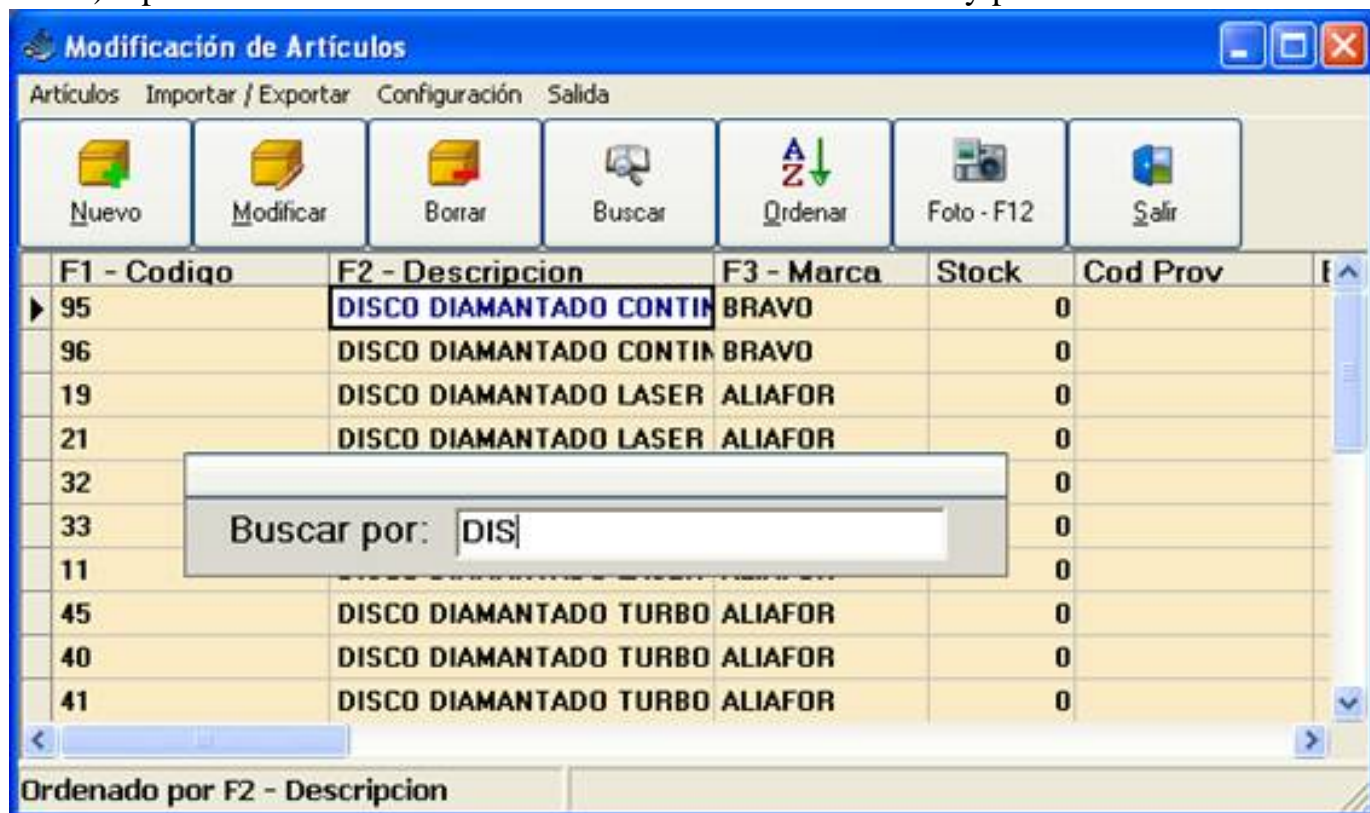 Modificación de Artículos
Artículos Importar / Exportar Configuración Salida
Nuevo Modificar Borrar Buscar Ordenar Foto - F12 Salir
F1 - Codigo F2 - Descripcion F3 - Marca Stock Cod Prov
95 DISCO DIAMANTADO CONTIN BRAVO 0
96 DISCO DIAMANTADO CONTIN BRAVO 0
19 DISCO DIAMANTADO LASER ALIAFOR 0
21 DISCO DIAMANTADO LASER ALIAFOR 0
32 0
33 0
Buscar por: DIS
11 0
45 DISCO DIAMANTADO TURBO ALIAFOR 0
40 DISCO DIAMANTADO TURBO ALIAFOR 0
41 DISCO DIAMANTADO TURBO ALIAFOR 0
Ordenado por F2 - Descripcion